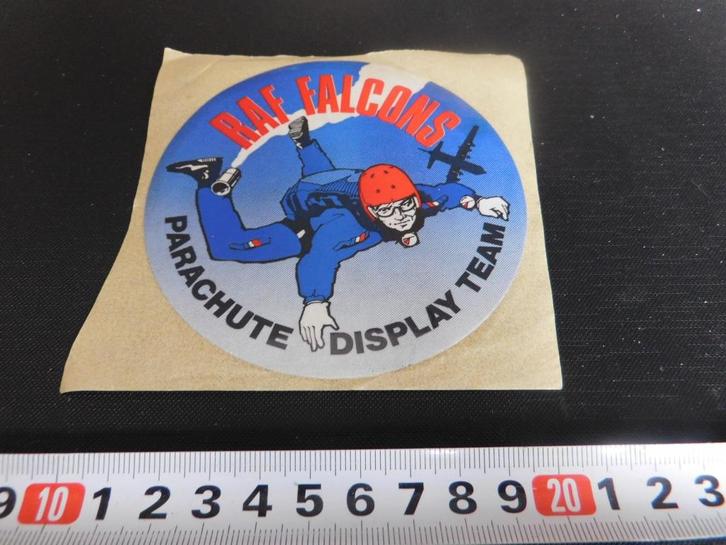 RAF FALCONS
PARACHUTE DISPLAY TEAM
9 10 1 2 3 4 5 6 7 8 9 20 1 2 3